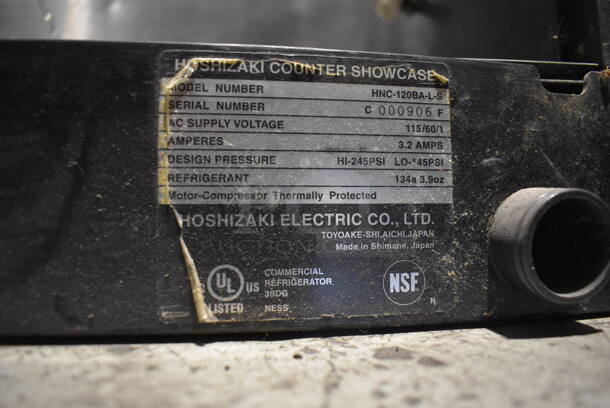 HOSHIZAKI COUNTER SHOWCASE
MODEL NUMBER HNC-120BA-L-S
SERIAL NUMBER C 000906 F
AC SUPPLY VOLTAGE 115/60/1
AMPERES 3.2 AMPS
DESIGN PRESSURE HI-245PSI LO-145PSI
REFRIGERANT 134a 3.9oz
Motor-Compressor Thermally Protected
HOSHIZAKI ELECTRIC CO., LTD.
TOYOAKE-SHI,AICHI,JAPAN
Made in Shimane, Japan
C UL US
LISTED
COMMERCIAL
REFRIGERATOR
3SDG
NESS
NSF
N